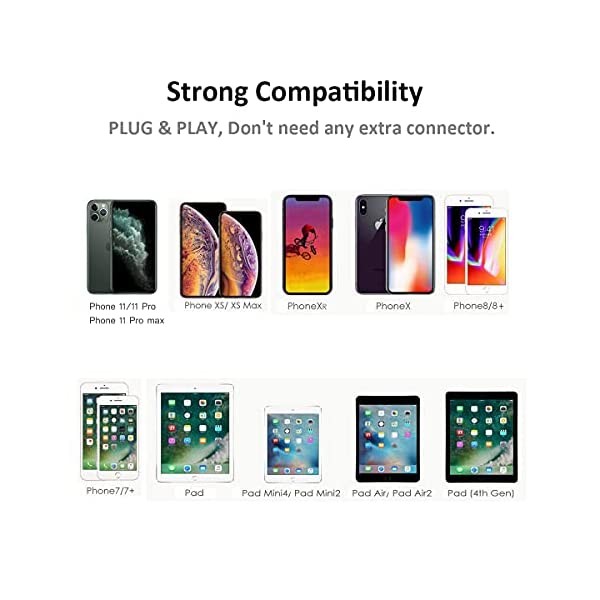 Strong Compatibility
PLUG & PLAY, Don't need any extra connector.
Phone 11/11 Pro
Phone 11 Pro max
Phone XS/ XS Max
PhoneXR
PhoneX
Phone8/8+
Phone7/7+
Pad
Pad Mini4/ Pad Mini2
Pad Air/ Pad Air2
Pad (4th Gen)